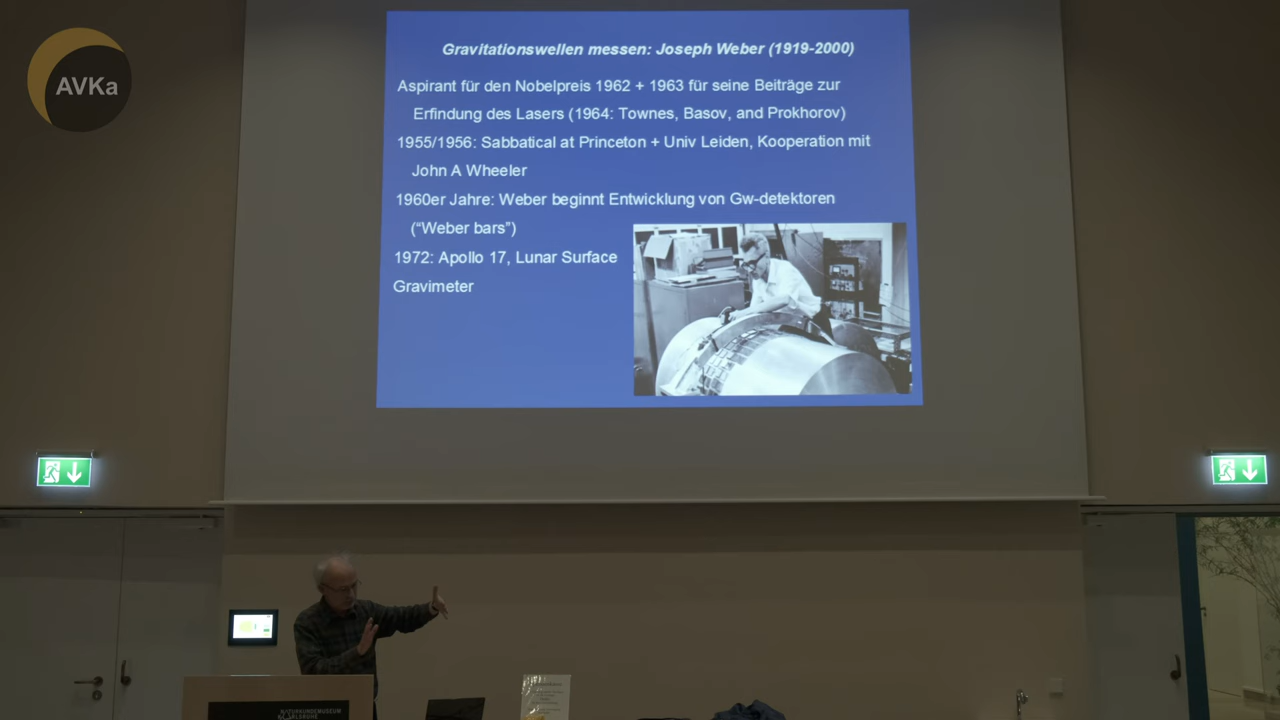 AVKa
Gravitationswellen messen: Joseph Weber (1919-2000)
Aspirant für den Nobelpreis 1962 + 1963 für seine Beiträge zur
Erfindung des Lasers (1964: Townes, Basov, and Prokhorov)
1955/1956: Sabbatical at Princeton + Univ Leiden, Kooperation mit
John A Wheeler
1960er Jahre: Weber beginnt Entwicklung von Gw-detektoren
("Weber bars")
1972: Apollo 17, Lunar Surface
Gravimeter